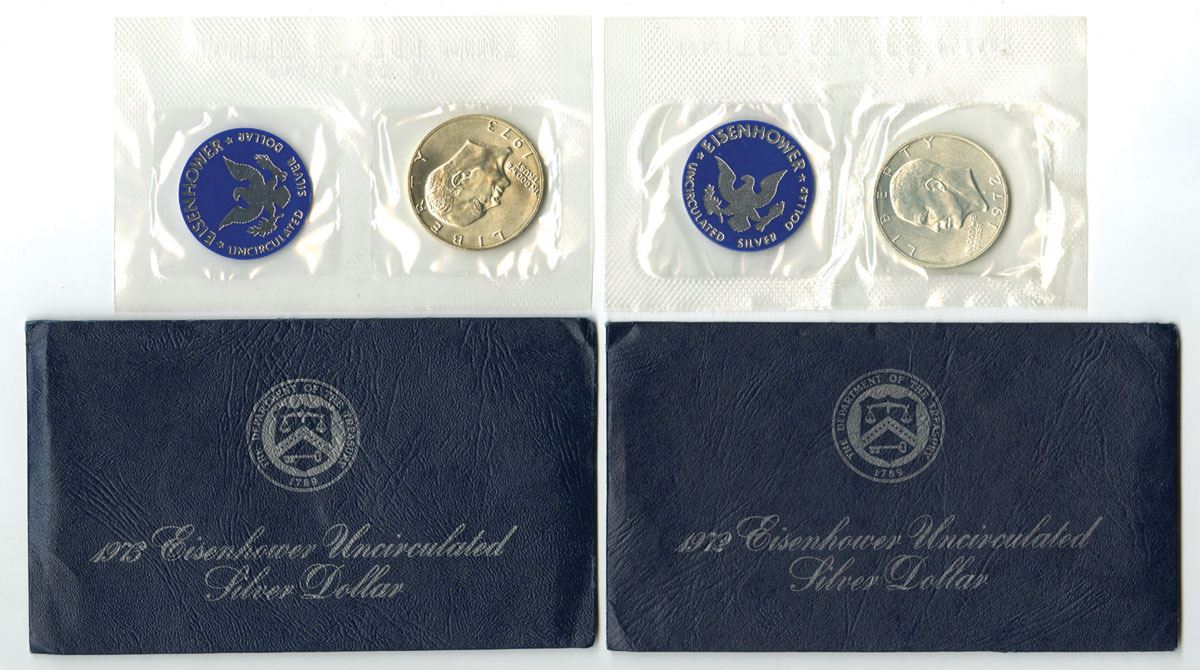 ★ EISENHOWER ★
UNCIRCULATED SILVER DOLLAR
LIBERTY
IN GOD WE TRUST
1973
★ EISENHOWER ★
UNCIRCULATED SILVER DOLLAR
LIBERTY
IN GOD WE TRUST
1972
THE DEPARTMENT OF THE TREASURY
1789
1973 Eisenhower Uncirculated
Silver Dollar
THE DEPARTMENT OF THE TREASURY
1789
1972 Eisenhower Uncirculated
Silver Dollar